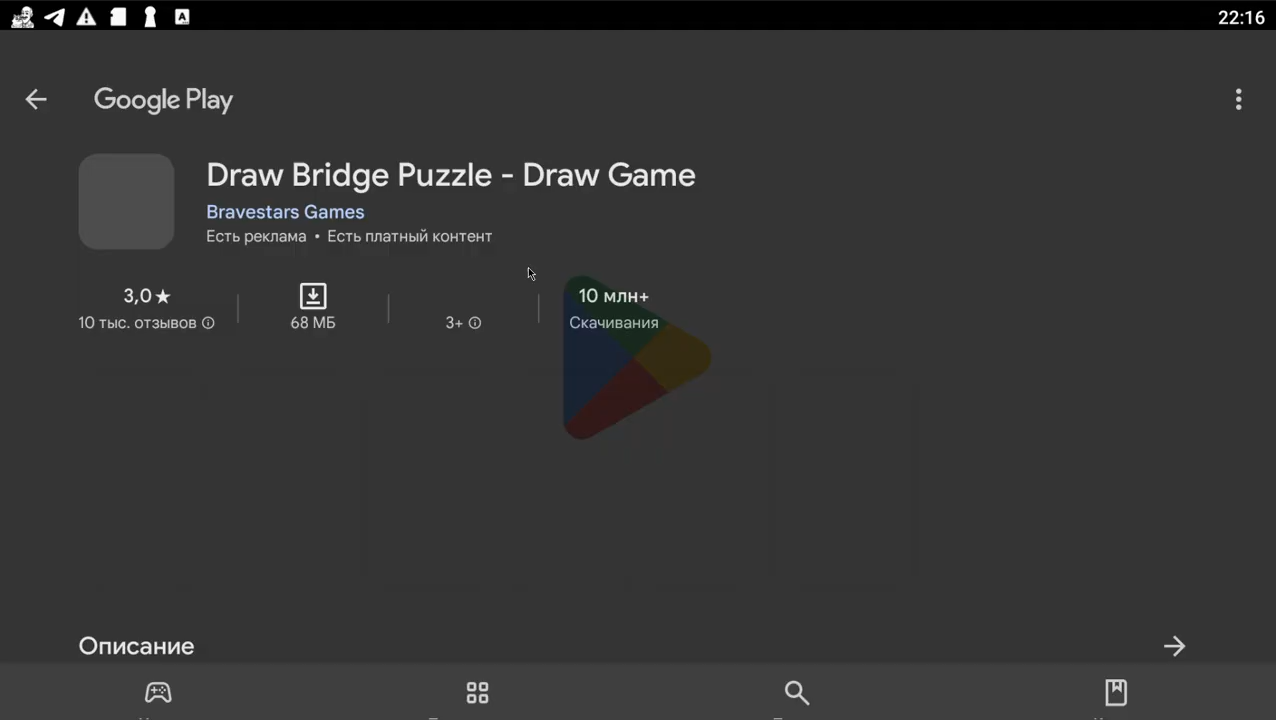 22:16
Google Play
Draw Bridge Puzzle - Draw Game
Bravestars Games
Есть реклама • Есть платный контент
3,0★
10 тыс. отзывов
68 МБ
3+
10 млн+
Скачивания
Описание